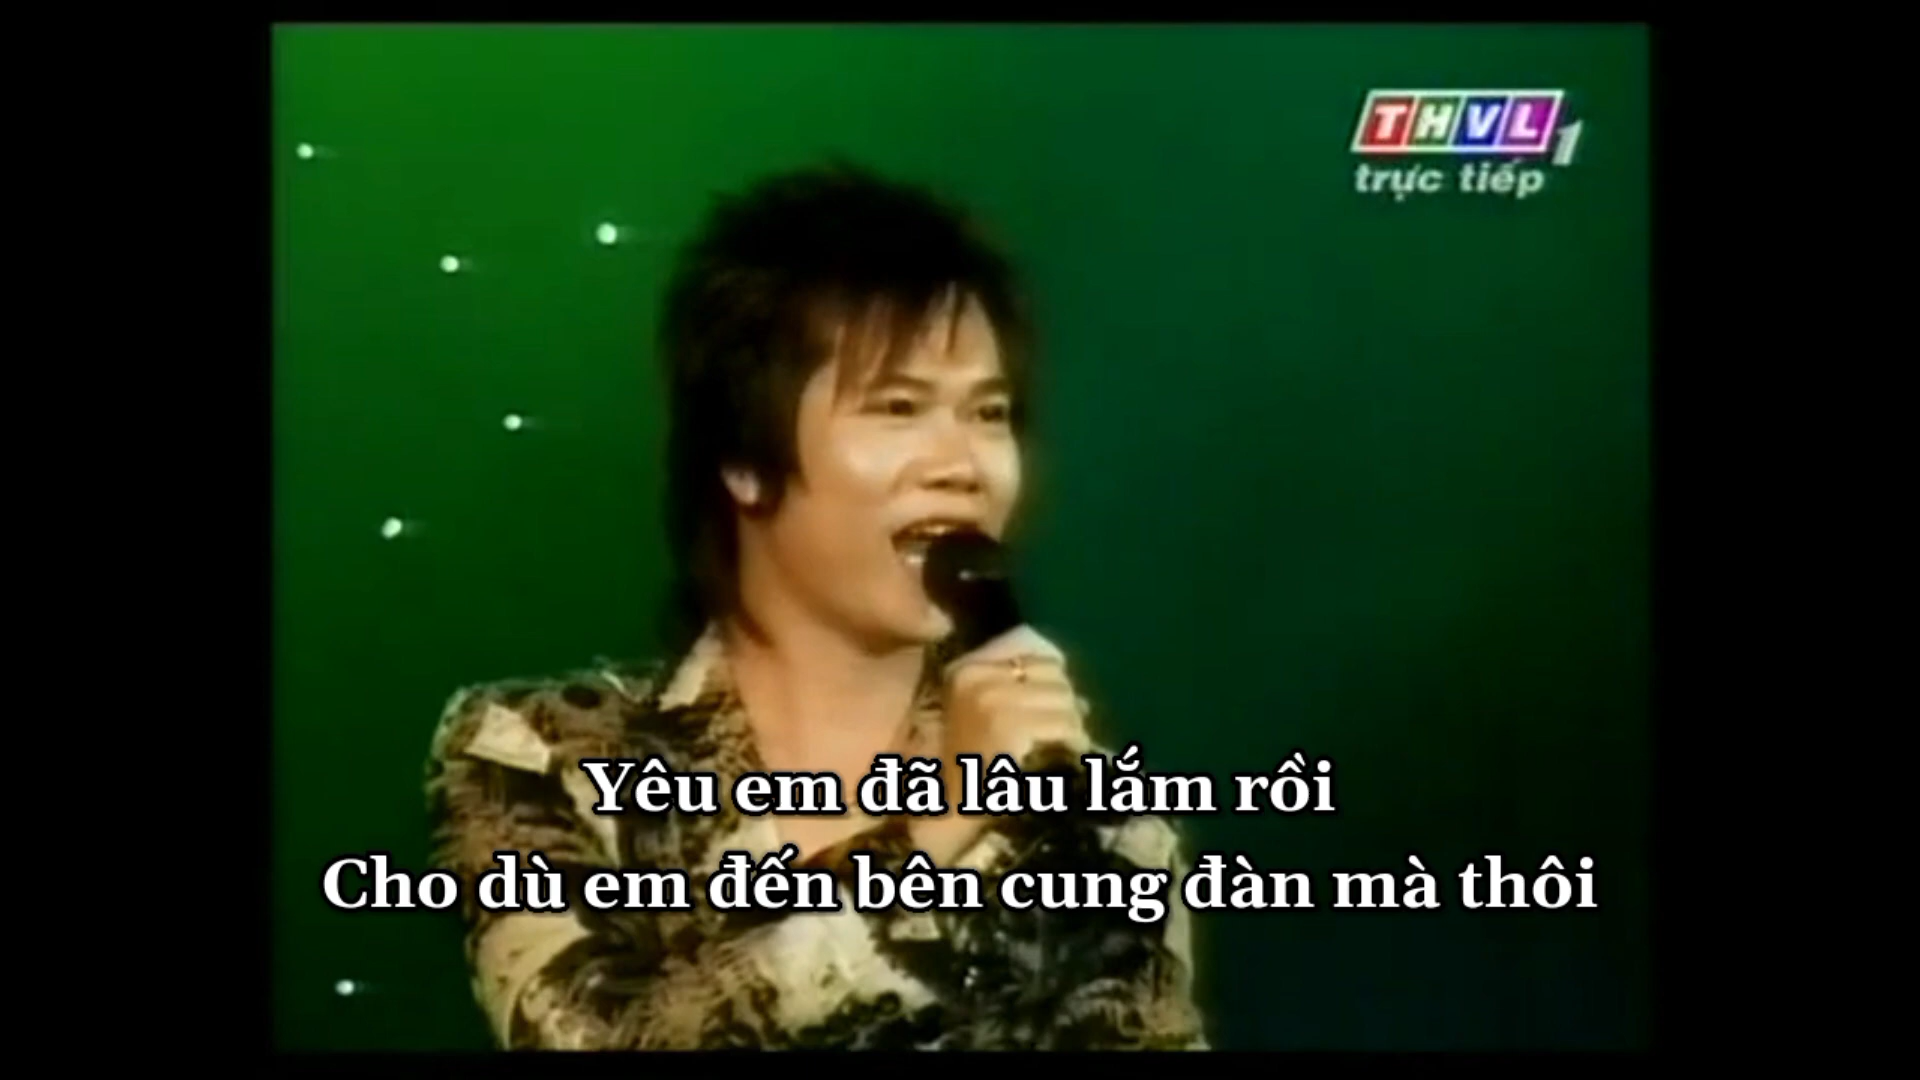 THVL1
trực tiếp
Yêu em đã lâu lắm rồi
Cho dù em đến bên cung đàn mà thôi